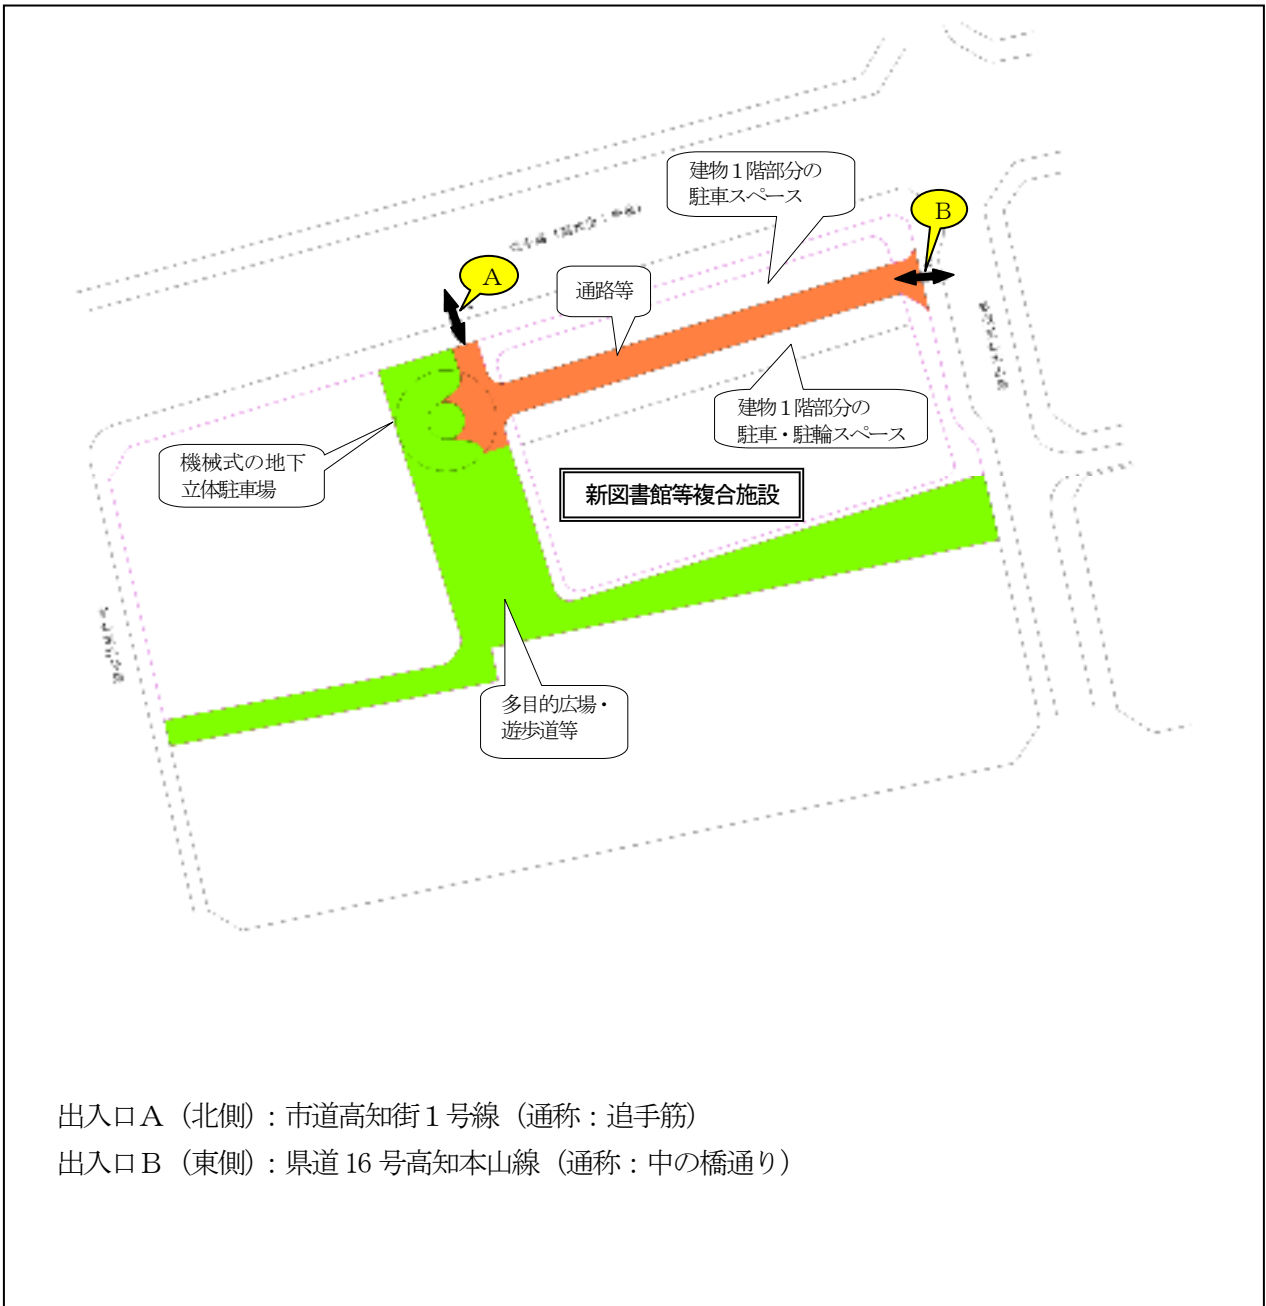 建物１階部分の
駐車スペース
B
A
通路等
建物１階部分の
駐車・駐輪スペース
機械式の地下
立体駐車場
新図書館等複合施設
多目的広場・
遊歩道等
出入口Ａ（北側）：市道高知街１号線（通称：追手筋）
出入口Ｂ（東側）：県道 16 号高知本山線（通称：中の橋通り）